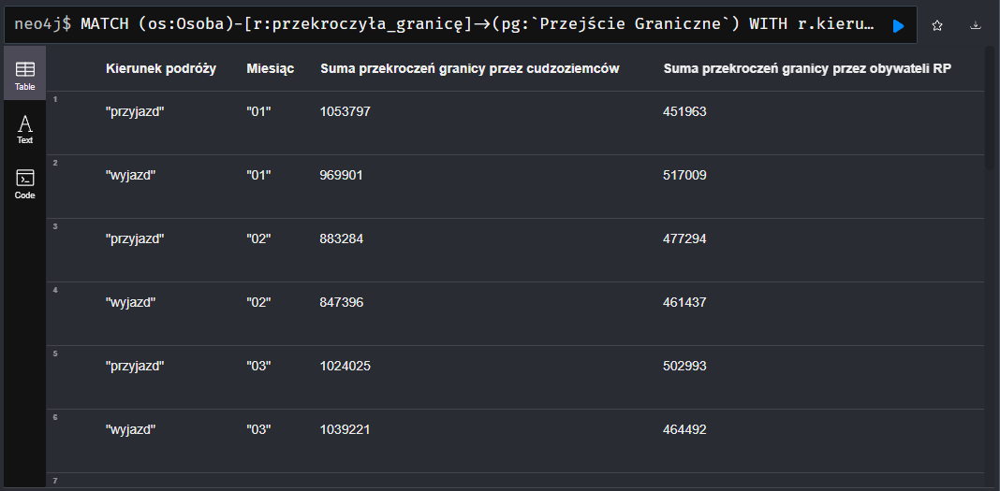 neo4j$ MATCH (os:Osoba)-[r:przekroczyła_granicę]->(pg:`Przejście Graniczne`) WITH r.kieru…
Table
Text
Code
Kierunek podróży Miesiąc Suma przekroczeń granicy przez cudzoziemców Suma przekroczeń granicy przez obywateli RP
1 "przyjazd" "01" 1053797 451963
2 "wyjazd" "01" 969901 517009
3 "przyjazd" "02" 883284 477294
4 "wyjazd" "02" 847396 461437
5 "przyjazd" "03" 1024025 502993
6 "wyjazd" "03" 1039221 464492
7